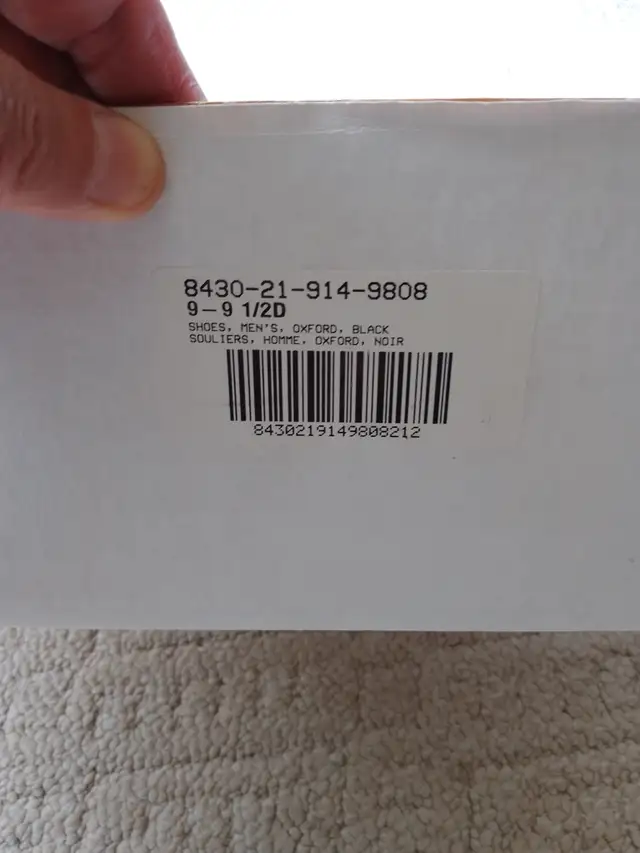 8430-21-914-9808
9-9 1/2D
SHOES, MEN'S, OXFORD, BLACK
SOULIERS, HOMME, OXFORD, NOIR
8430219149808212